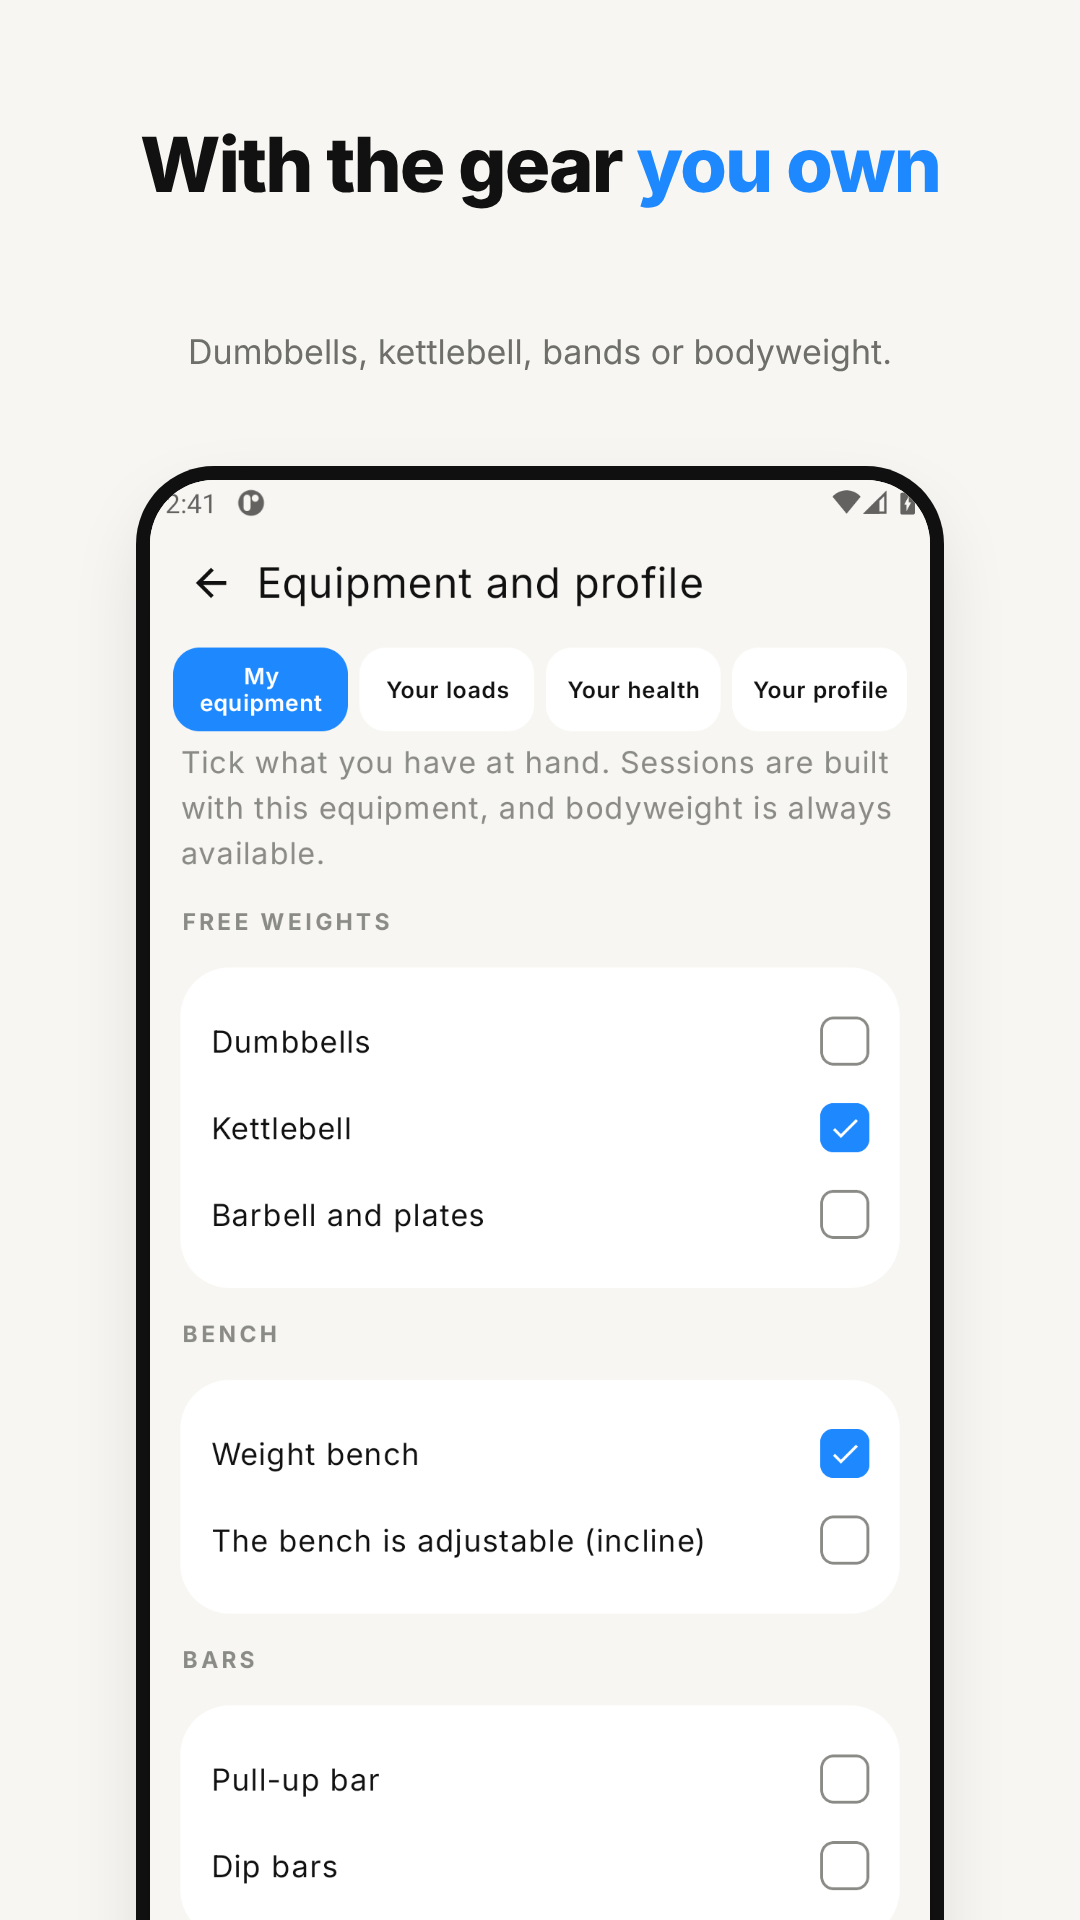 With the gear you own
Dumbbells, kettlebell, bands or bodyweight.
2:41
Equipment and profile
My
equipment
Your loads
Your health
Your profile
Tick what you have at hand. Sessions are built
with this equipment, and bodyweight is always
available.
FREE WEIGHTS
Dumbbells
Kettlebell
Barbell and plates
BENCH
Weight bench
The bench is adjustable (incline)
BARS
Pull-up bar
Dip bars